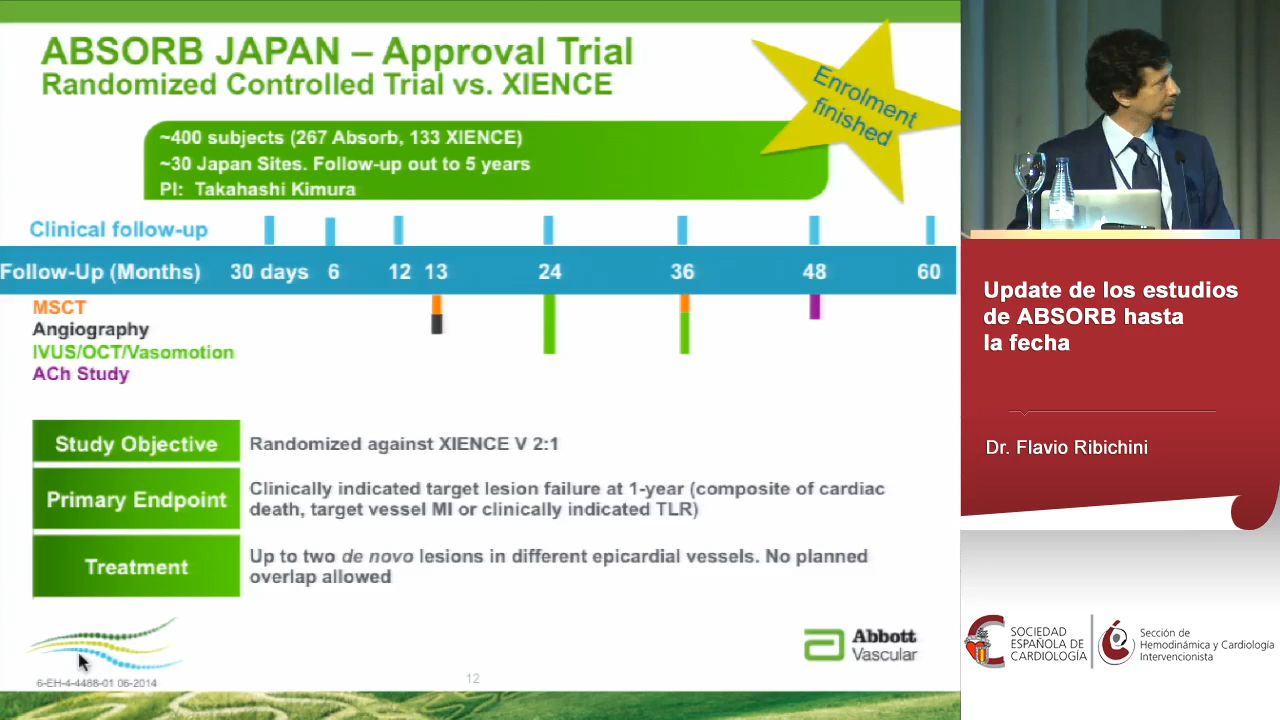 ABSORB JAPAN – Approval Trial
Randomized Controlled Trial vs. XIENCE
Enrolment
finished
~400 subjects (267 Absorb, 133 XIENCE)
~30 Japan Sites. Follow-up out to 5 years
PI: Takahashi Kimura
Clinical follow-up
Follow-Up (Months) 30 days 6 12 13 24 36 48 60
MSCT
Angiography
IVUS/OCT/Vasomotion
ACh Study
Study Objective
Randomized against XIENCE V 2:1
Primary Endpoint
Clinically indicated target lesion failure at 1-year (composite of cardiac
death, target vessel MI or clinically indicated TLR)
Treatment
Up to two de novo lesions in different epicardial vessels. No planned
overlap allowed
6-EH-4-4488-01 06-2014
12
Abbott
Vascular
Update de los estudios
de ABSORB hasta
la fecha
Dr. Flavio Ribichini
SOCIEDAD
ESPAÑOLA DE
CARDIOLOGÍA
Sección de
Hemodinámica y Cardiología
Intervencionista